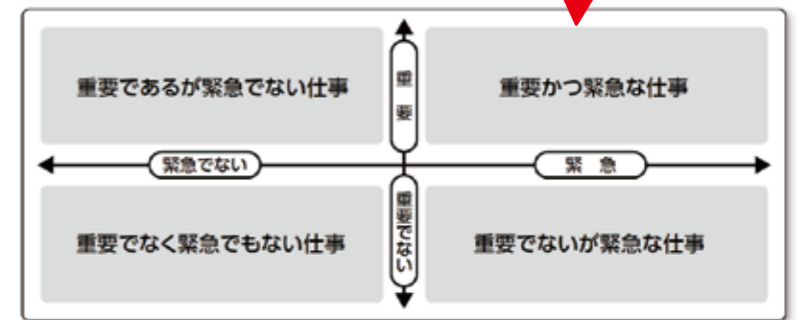 重要であるが緊急でない仕事
重要
重要かつ緊急な仕事
緊急でない
緊急
重要でなく緊急でもない仕事
重要でない
重要でないが緊急な仕事